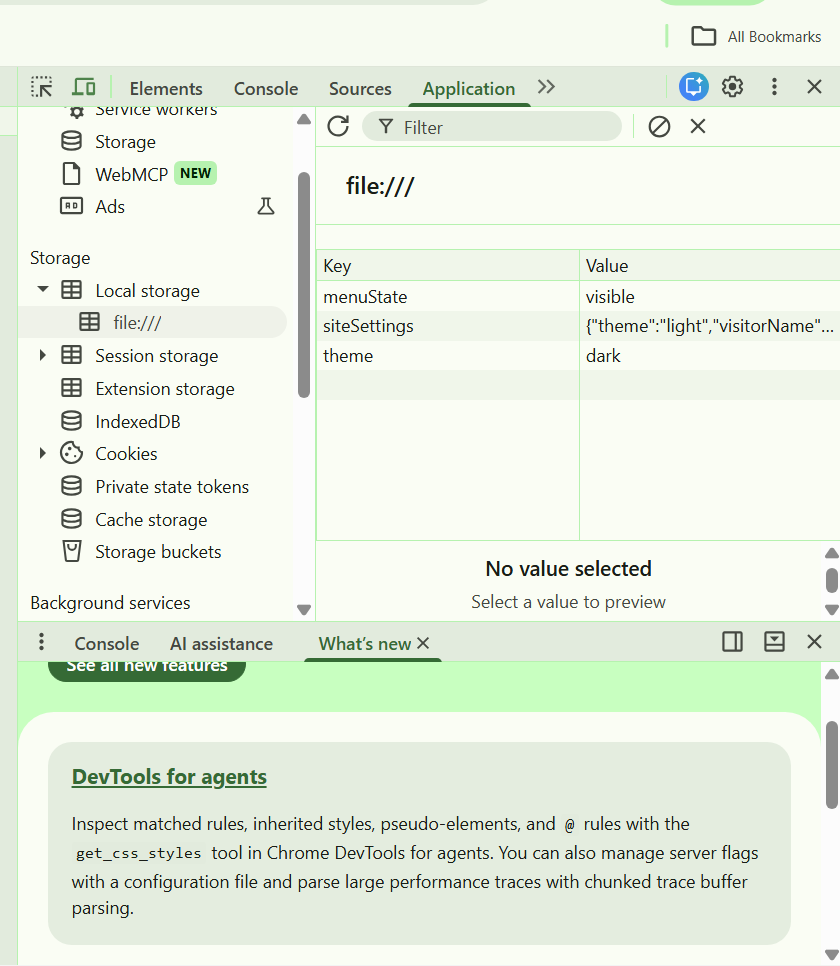 All Bookmarks
Elements Console Sources Application
Service workers
Storage
WebMCP NEW
Ads
Storage
Local storage
file:///
Session storage
Extension storage
IndexedDB
Cookies
Private state tokens
Cache storage
Storage buckets
Background services
Filter
file:///
Key Value
menuState visible
siteSettings {"theme":"light","visitorName"...
theme dark
No value selected
Select a value to preview
Console AI assistance What's new
See all new features
DevTools for agents
Inspect matched rules, inherited styles, pseudo-elements, and @ rules with the
get_css_styles tool in Chrome DevTools for agents. You can also manage server flags
with a configuration file and parse large performance traces with chunked trace buffer
parsing.